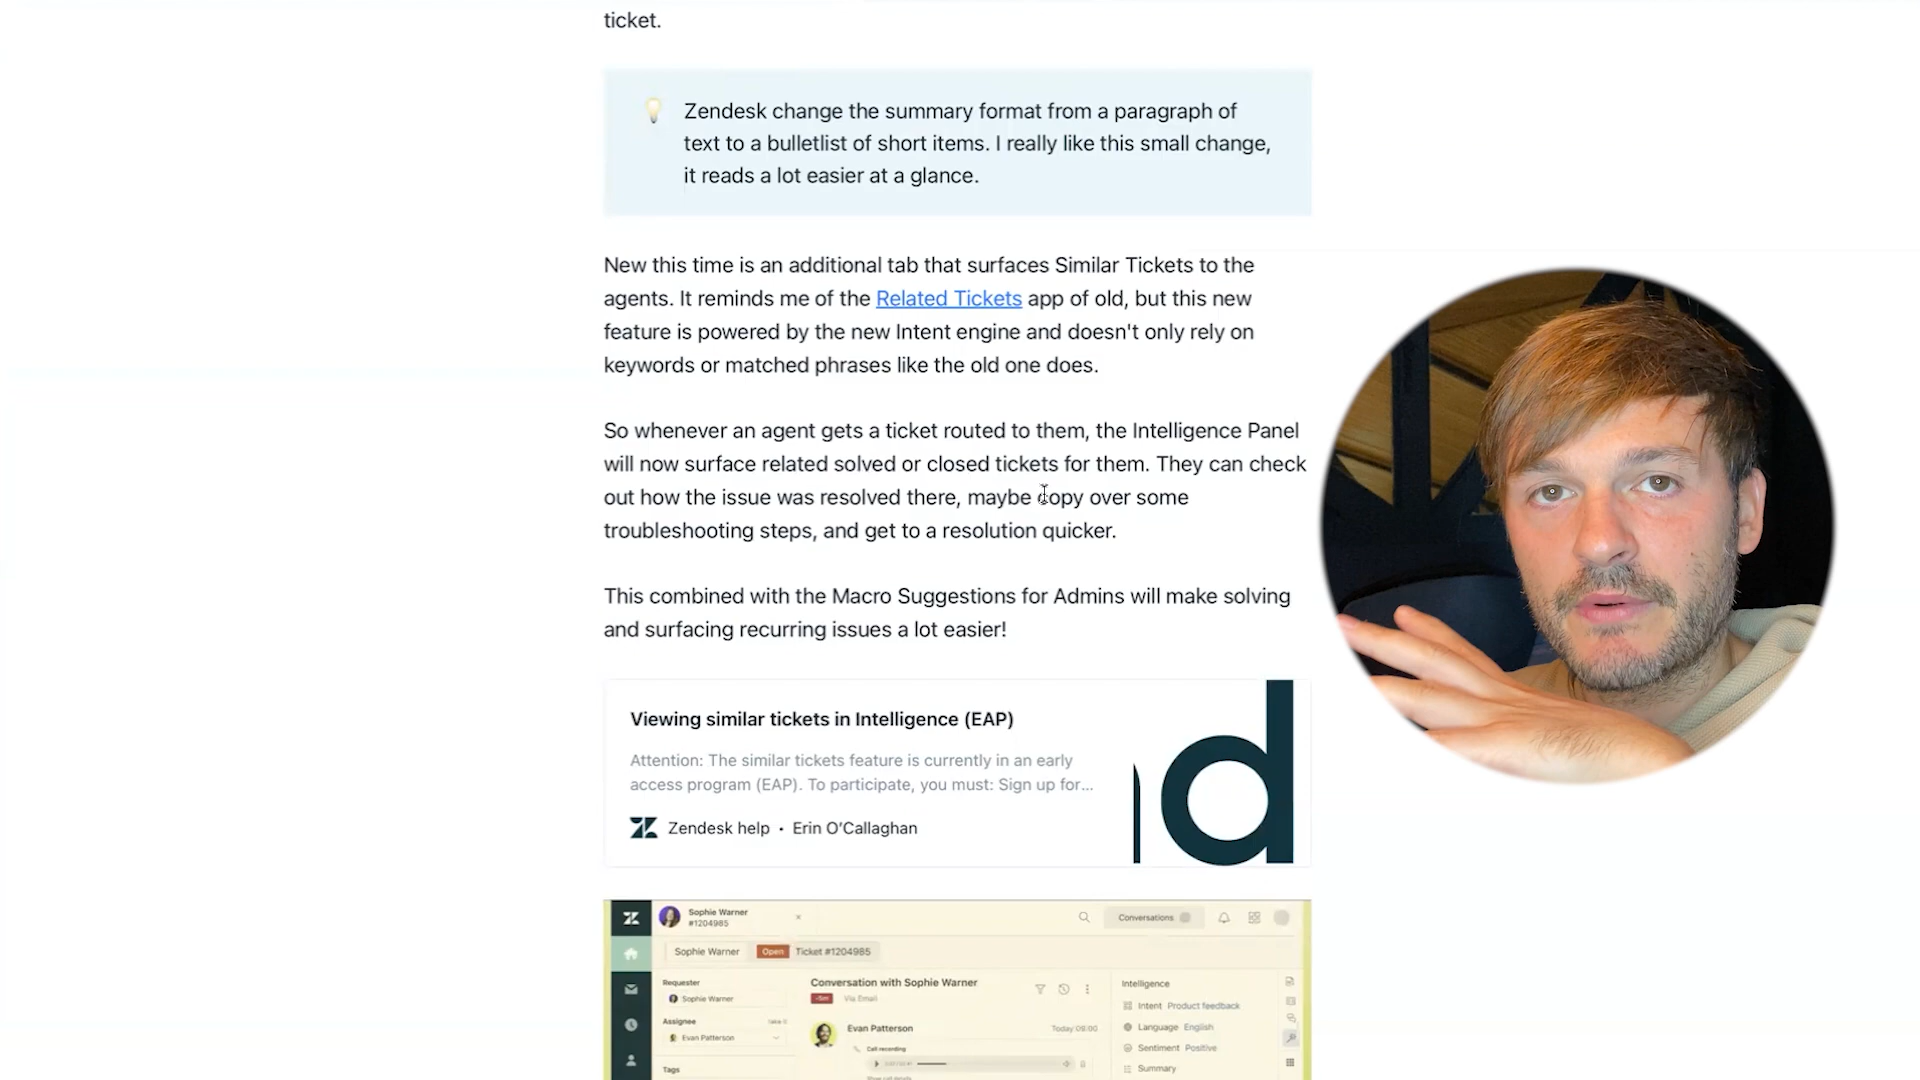 ticket.
Zendesk change the summary format from a paragraph of
text to a bulletlist of short items. I really like this small change,
it reads a lot easier at a glance.
New this time is an additional tab that surfaces Similar Tickets to the
agents. It reminds me of the Related Tickets app of old, but this new
feature is powered by the new Intent engine and doesn't only rely on
keywords or matched phrases like the old one does.
So whenever an agent gets a ticket routed to them, the Intelligence Panel
will now surface related solved or closed tickets for them. They can check
out how the issue was resolved there, maybe copy over some
troubleshooting steps, and get to a resolution quicker.
This combined with the Macro Suggestions for Admins will make solving
and surfacing recurring issues a lot easier!
Viewing similar tickets in Intelligence (EAP)
Attention: The similar tickets feature is currently in an early
access program (EAP). To participate, you must: Sign up for...
Zendesk help • Erin O'Callaghan
d
Sophie Warner
#1204985
Conversations
Sophie Warner Open Ticket #1204985
Requester
Sophie Warner
Assignee
Evan Patterson
Tags
Conversation with Sophie Warner
Via Email
Evan Patterson Today 08:00
Call recording
Intelligence
Intent Product feedback
Language English
Sentiment Positive
Summary